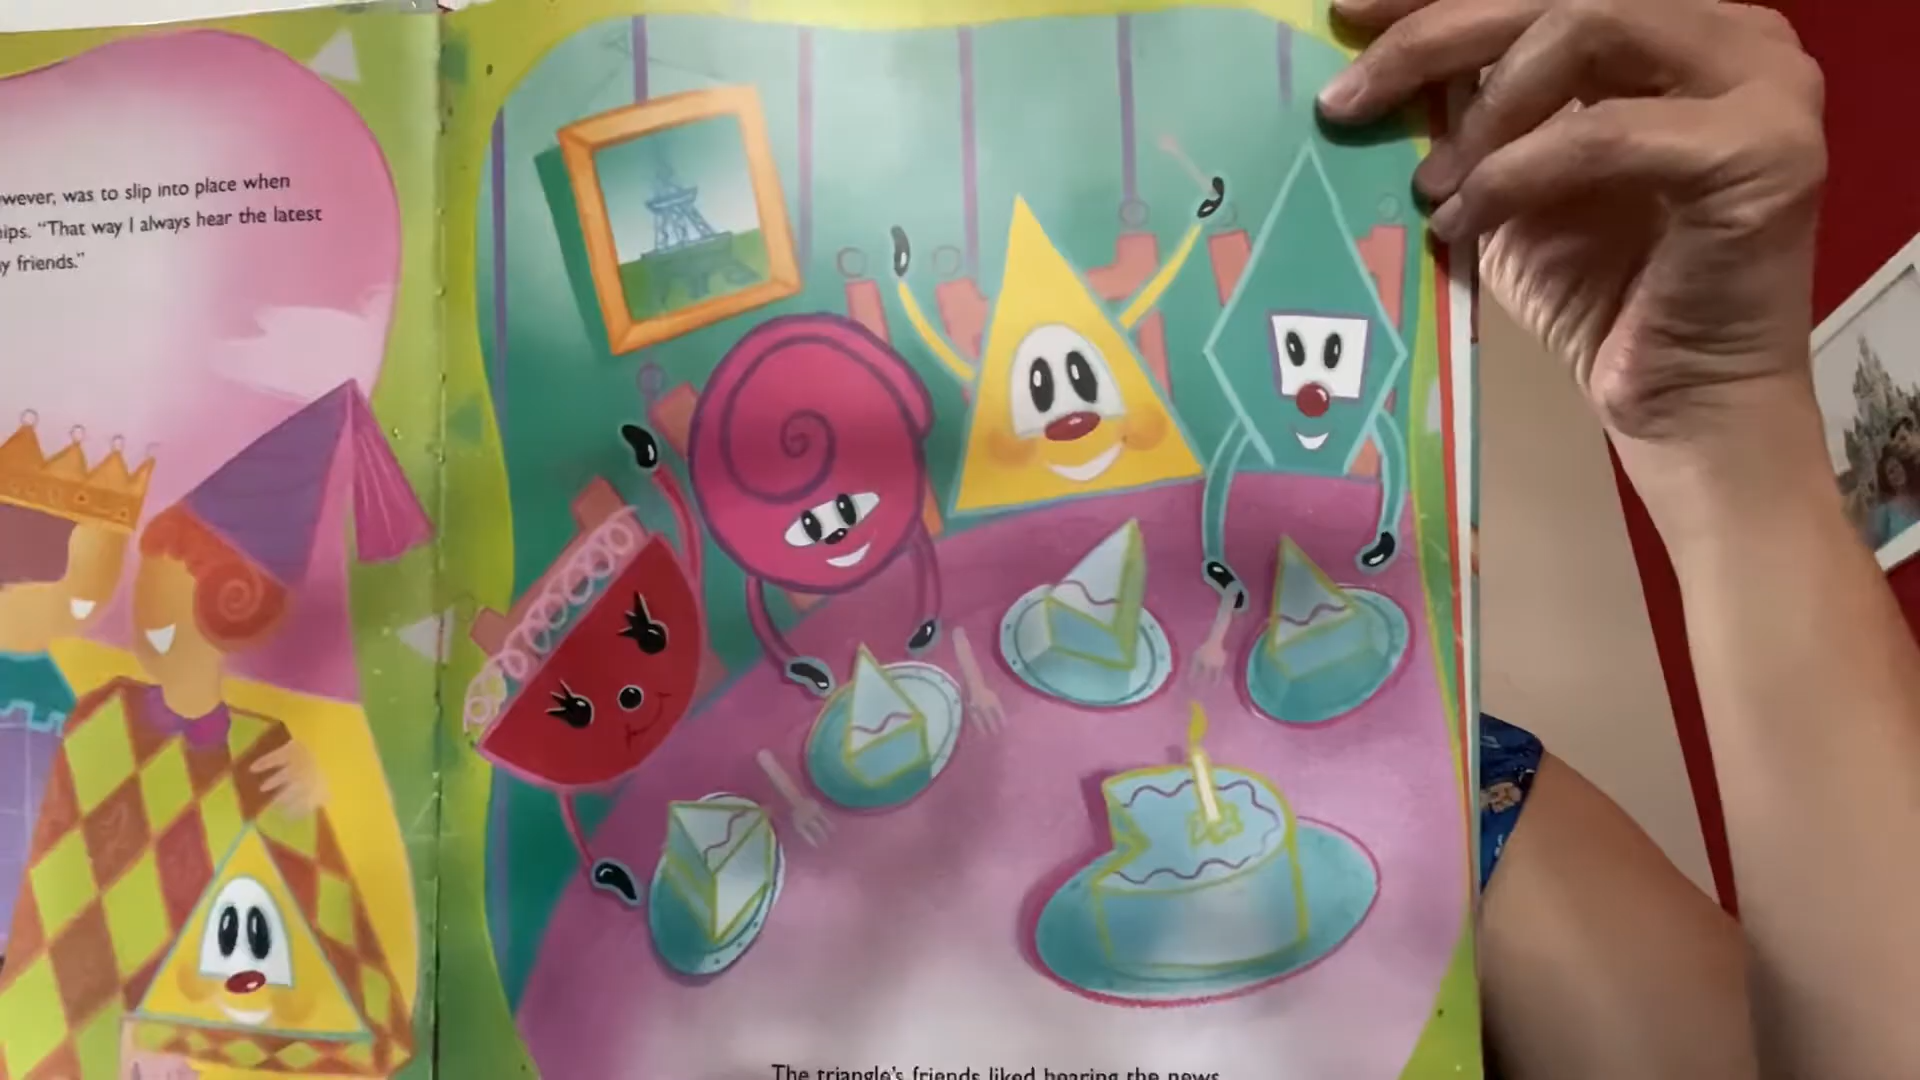 wever, was to slip into place when
ips. “That way I always hear the latest
y friends.”
The triangle’s friends liked hearing the news